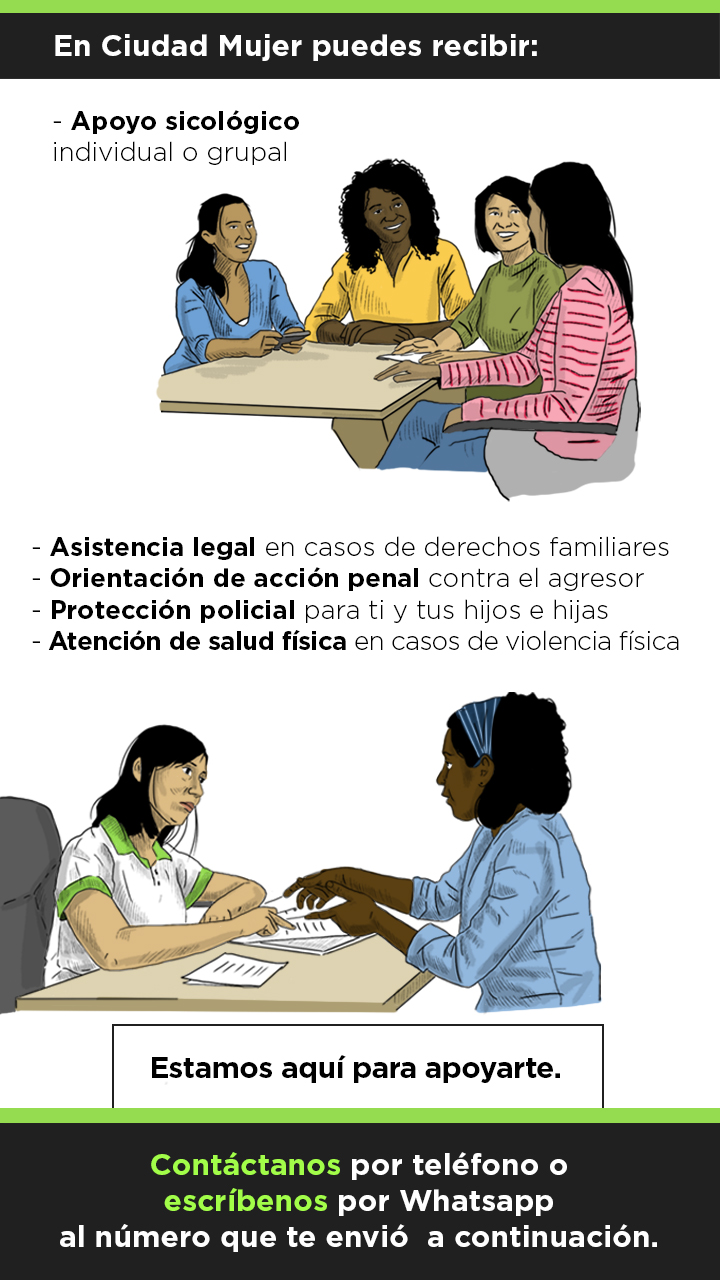 En Ciudad Mujer puedes recibir:
- Apoyo sicológico
individual o grupal
- Asistencia legal en casos de derechos familiares
- Orientación de acción penal contra el agresor
- Protección policial para ti y tus hijos e hijas
- Atención de salud física en casos de violencia física
Estamos aquí para apoyarte.
Contáctanos por teléfono o
escríbenos por Whatsapp
al número que te envió  a continuación.